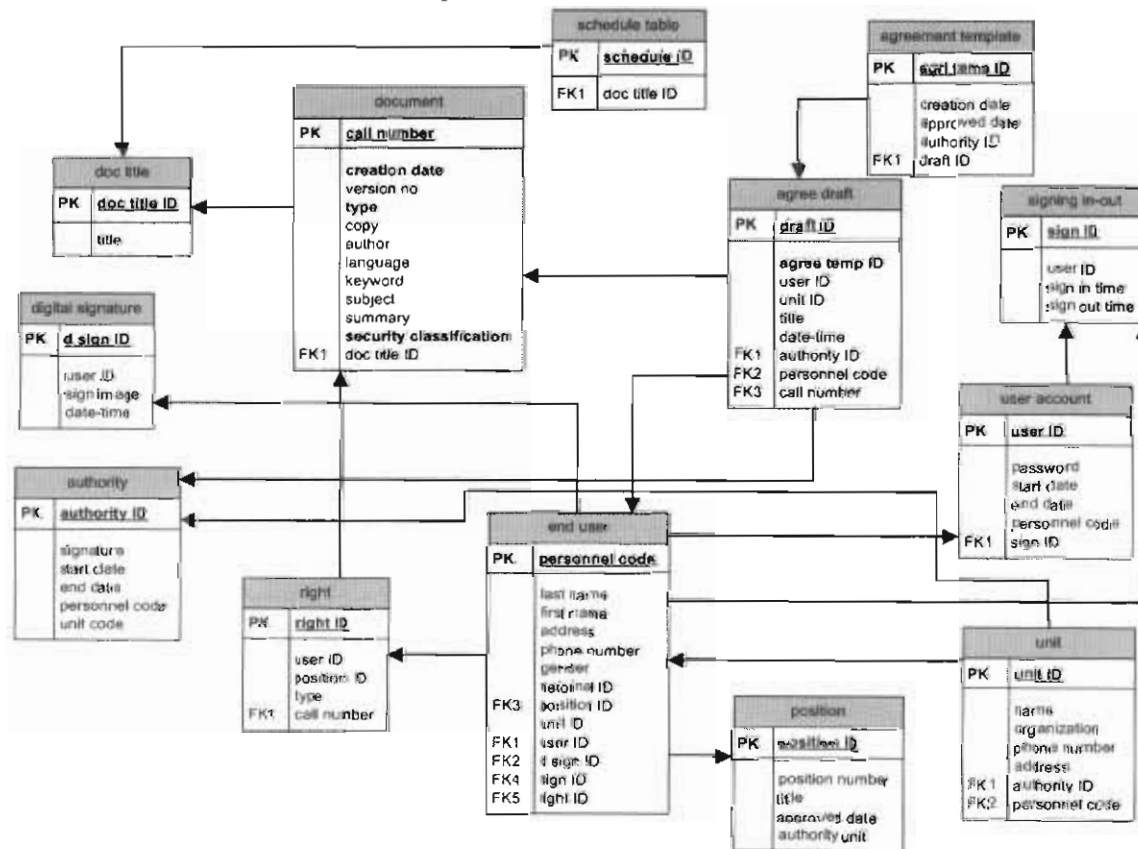 schedule table
PK schedule ID
FK1 doc title ID
agreement template
PK
creation date
approved date
authority ID
FK1 draft ID
document
PK call number
creation date
version no
type
copy
author
language
keyword
subject
summary
security classification
FK1 doc title ID
doc title
PK doc title ID
title
agree draft
PK draft ID
agree temp ID
user ID
unit ID
title
date-time
FK1 authority ID
FK2 personnel code
FK3 call number
signing in-out
PK sign ID
user ID
sign in time
sign out time
digital signature
PK d sign ID
user ID
sign image
date-time
user account
PK user ID
password
start date
end date
personnel code
FK1 sign ID
authority
PK authority ID
signature
start date
end date
personnel code
unit code
end user
PK personnel code
last name
first name
address
phone number
gender
ID
FK3 position ID
unit ID
FK1 user ID
FK2 d sign ID
FK4 sign ID
FK5 right ID
right
PK right ID
user ID
position ID
type
FK1 call number
unit
PK unit ID
name
organization
phone number
address
FK1 authority ID
FK2 personnel code
position
PK position ID
position number
title
approved date
authority unit